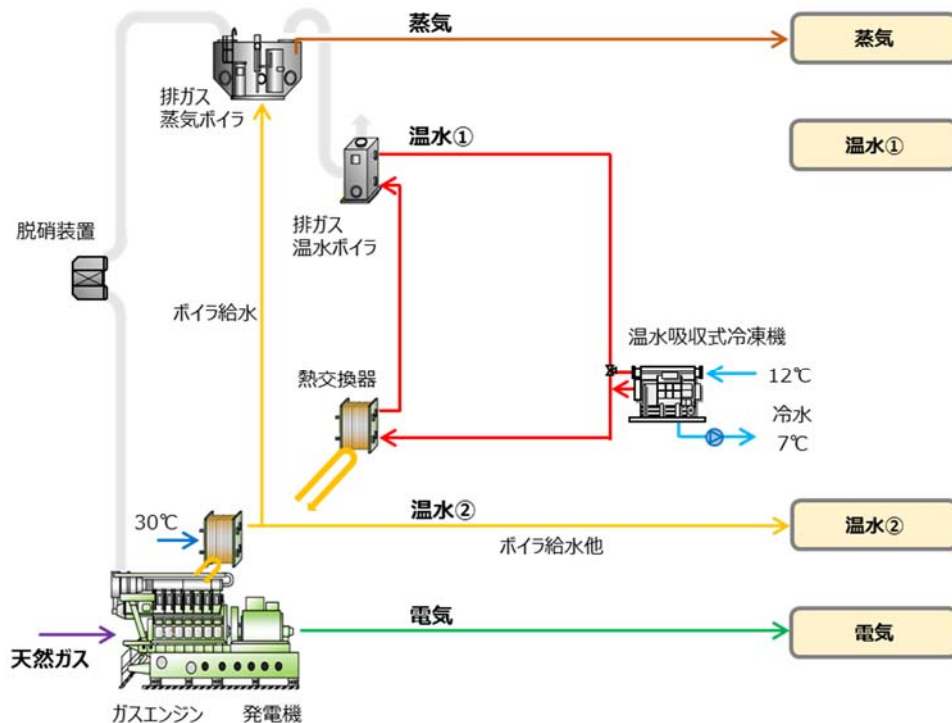 蒸気
蒸気
排ガス
蒸気ボイラ
温水①
温水①
排ガス
温水ボイラ
脱硝装置
ボイラ給水
温水吸収式冷凍機
熱交換器
12℃
冷水
7℃
温水②
30℃
温水②
ボイラ給水他
電気
電気
天然ガス
ガスエンジン
発電機